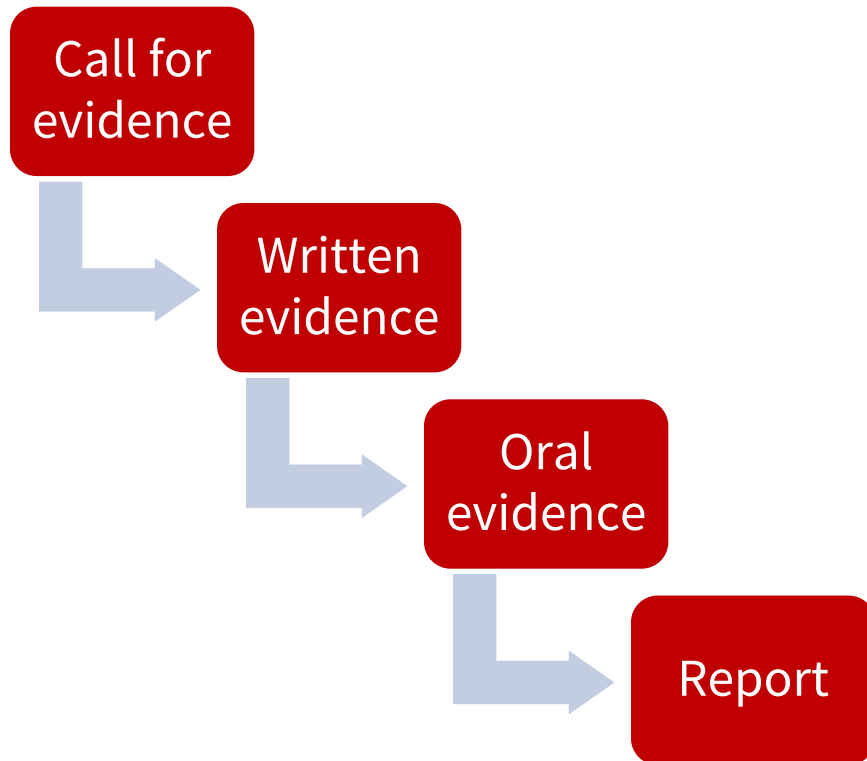 Call for
evidence
Written
evidence
Oral
evidence
Report